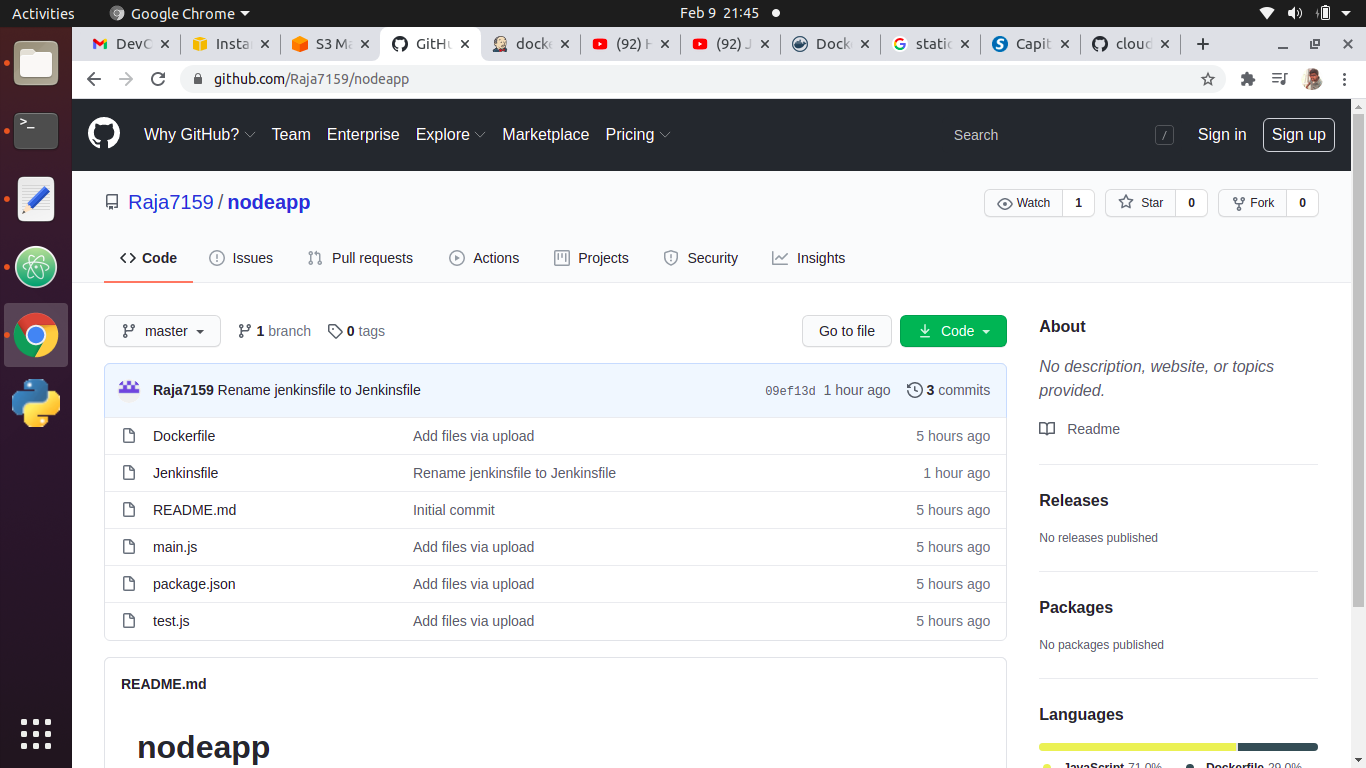 Activities Google Chrome Feb 9 21:45
DevC Insta S3 Ma GitHu docke (92) H (92) J Docke static Capit cloud
github.com/Raja7159/nodeapp
Why GitHub? Team Enterprise Explore Marketplace Pricing Search / Sign in Sign up
Raja7159 / nodeapp Watch 1 Star 0 Fork 0
Code Issues Pull requests Actions Projects Security Insights
master 1 branch 0 tags Go to file Code
Raja7159 Rename jenkinsfile to Jenkinsfile 09ef13d 1 hour ago 3 commits
Dockerfile Add files via upload 5 hours ago
Jenkinsfile Rename jenkinsfile to Jenkinsfile 1 hour ago
README.md Initial commit 5 hours ago
main.js Add files via upload 5 hours ago
package.json Add files via upload 5 hours ago
test.js Add files via upload 5 hours ago
README.md
nodeapp
About
No description, website, or topics
provided.
Readme
Releases
No releases published
Packages
No packages published
Languages
JavaScript 71.0% Dockerfile 29.0%